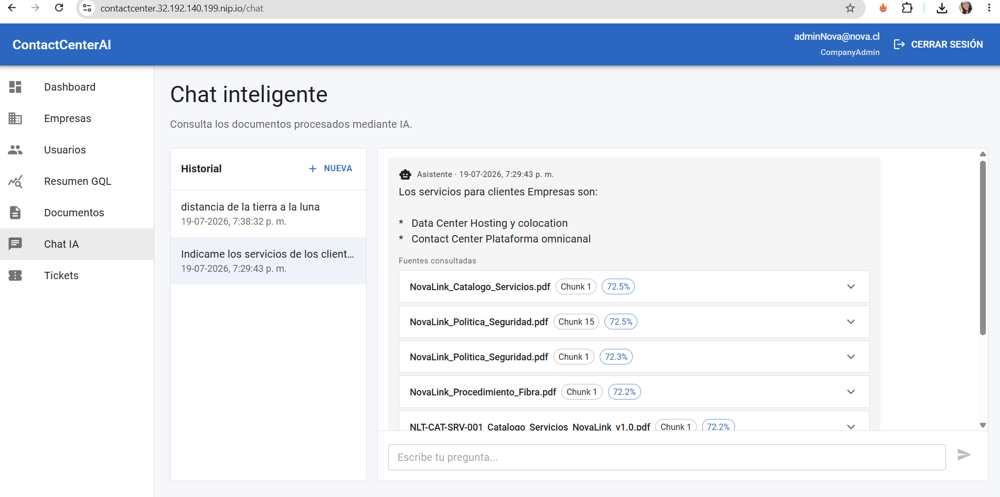 contactcenter.32.192.140.199.nip.io/chat
ContactCenterAI
adminNova@nova.cl
CompanyAdmin
CERRAR SESIÓN
Dashboard
Empresas
Usuarios
Resumen GQL
Documentos
Chat IA
Tickets
Chat inteligente
Consulta los documentos procesados mediante IA.
Historial
+ NUEVA
distancia de la tierra a la luna
19-07-2026, 7:38:32 p. m.
Indicame los servicios de los client...
19-07-2026, 7:29:43 p. m.
Asistente · 19-07-2026, 7:29:43 p. m.
Los servicios para clientes Empresas son:
* Data Center Hosting y colocation
* Contact Center Plataforma omnicanal
Fuentes consultadas
NovaLink_Catalogo_Servicios.pdf Chunk 1 72.5%
NovaLink_Politica_Seguridad.pdf Chunk 15 72.5%
NovaLink_Politica_Seguridad.pdf Chunk 1 72.3%
NovaLink_Procedimiento_Fibra.pdf Chunk 1 72.2%
NLT-CAT-SRV-001_Catalogo_Servicios_NovaLink_v1.0.pdf Chunk 1 72.2%
Escribe tu pregunta...